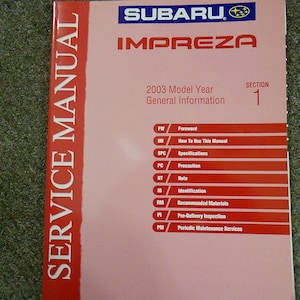 SERVICE MANUAL
SUBARU
IMPREZA
2003 Model Year
General Information
SECTION
1
FW Foreword
HU How To Use This Manual
SPC Specifications
PC Precaution
NT Note
ID Identification
RM Recommended Materials
PI Pre-Delivery Inspection
PM Periodic Maintenance Services